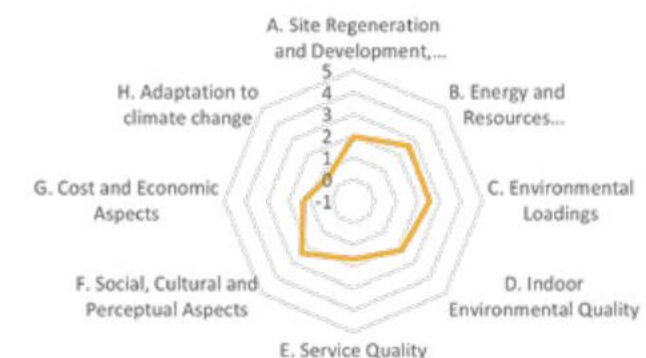 A. Site Regeneration
and Development,...
5
4
3
2
1
0
-1
B. Energy and
Resources...
C. Environmental
Loadings
D. Indoor
Environmental Quality
E. Service Quality
F. Social, Cultural and
Perceptual Aspects
G. Cost and Economic
Aspects
H. Adaptation to
climate change